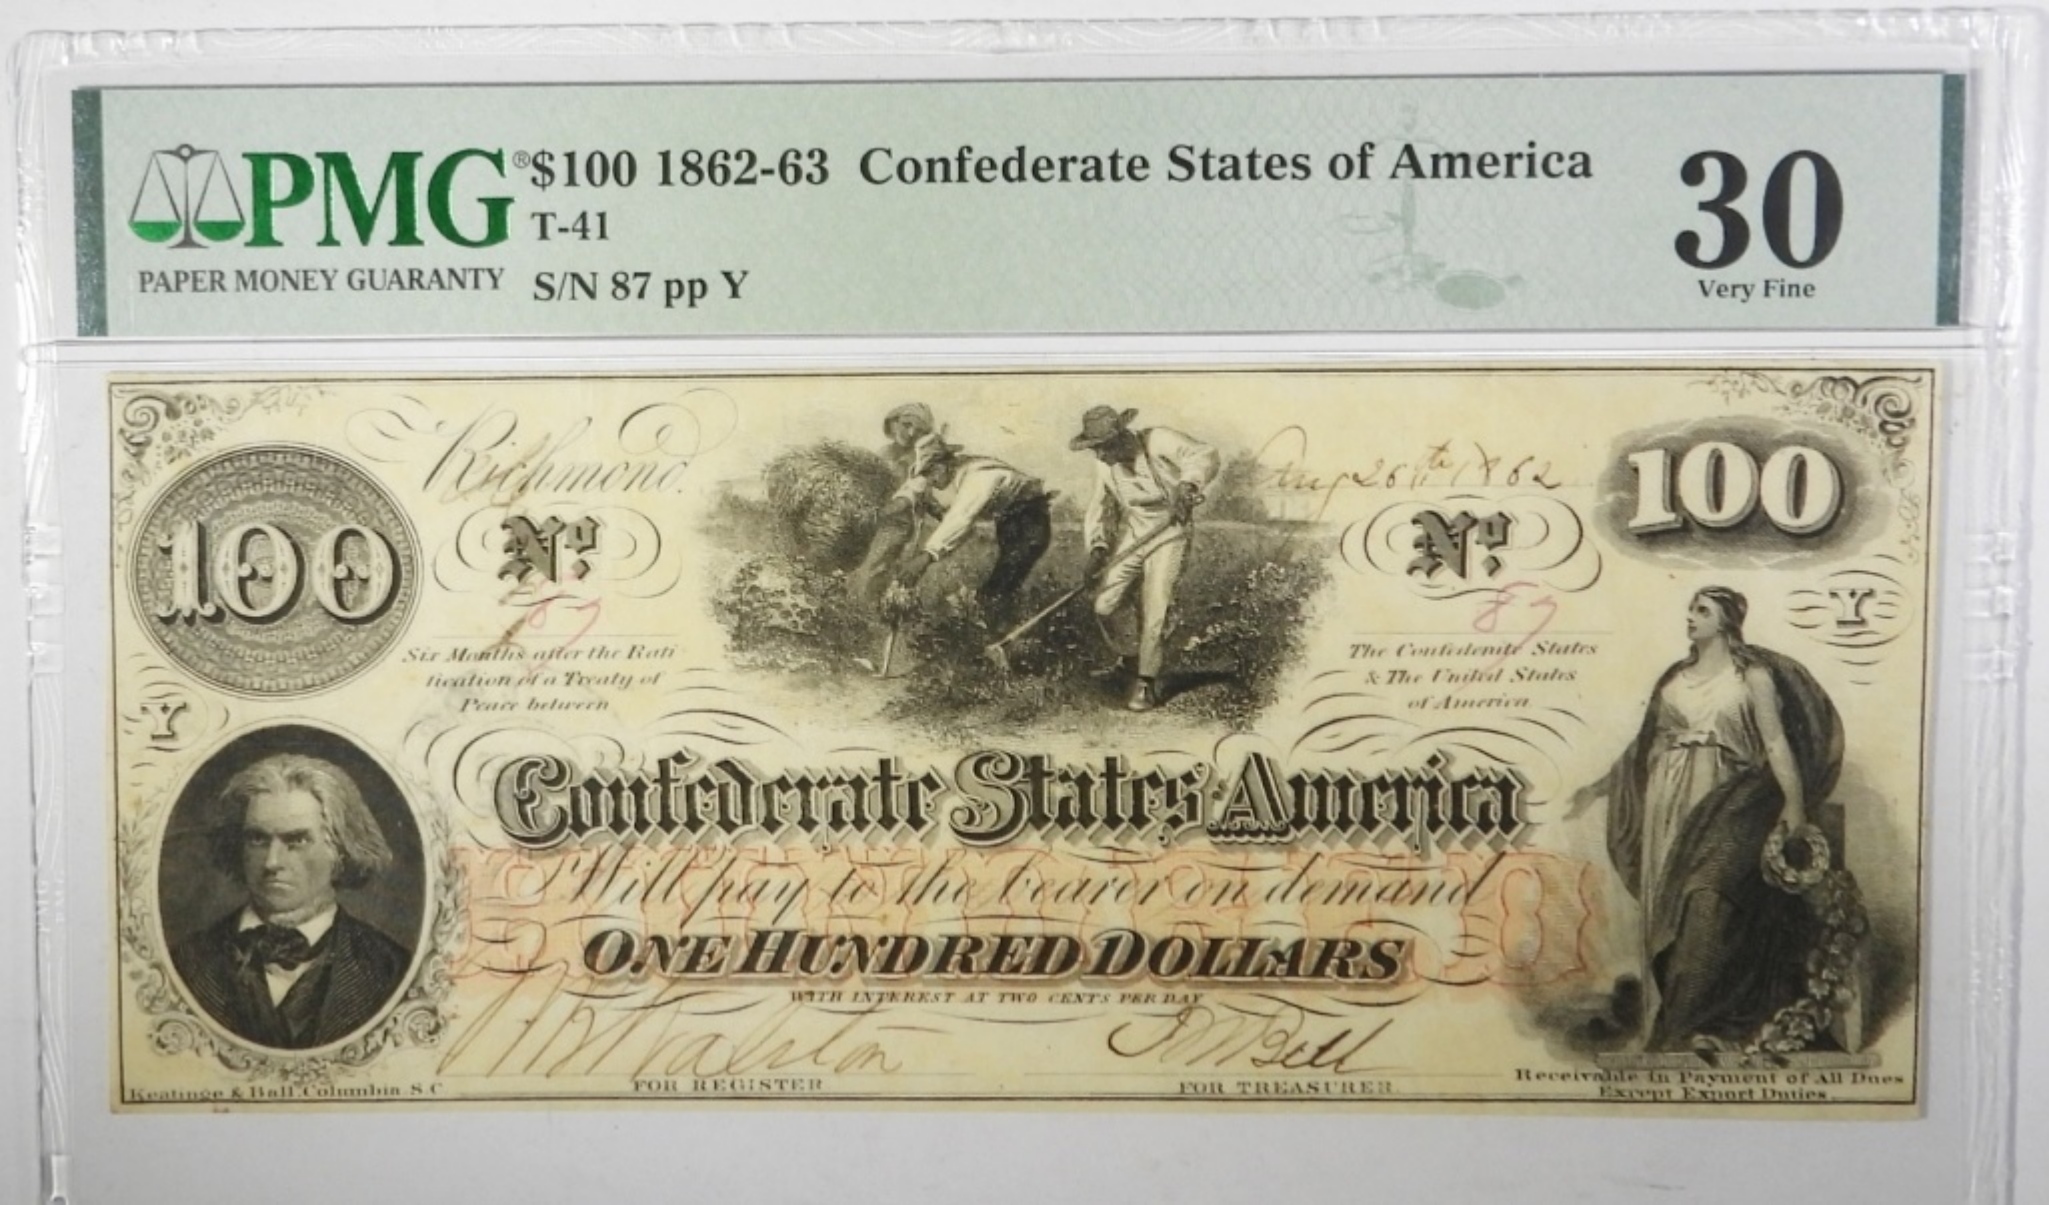 PMG® $100 1862-63 Confederate States of America 30
T-41
PAPER MONEY GUARANTY S/N 87 pp Y Very Fine
Richmond. Aug 26th 1862
100 No. No. 100
87 87 Y
Six Months after the Rati
fication of a Treaty of
Peace between
The Confederate States
& The United States
of America
Y
Confederate States America
Will pay to the bearer on demand
HUNDRED
ONE HUNDRED DOLLARS
WITH INTEREST AT TWO CENTS PER DAY
J M Bell
FOR REGISTER. FOR TREASURER.
Keatinge & Ball, Columbia S.C.
Receivable in Payment of All Dues
Except Export Duties.